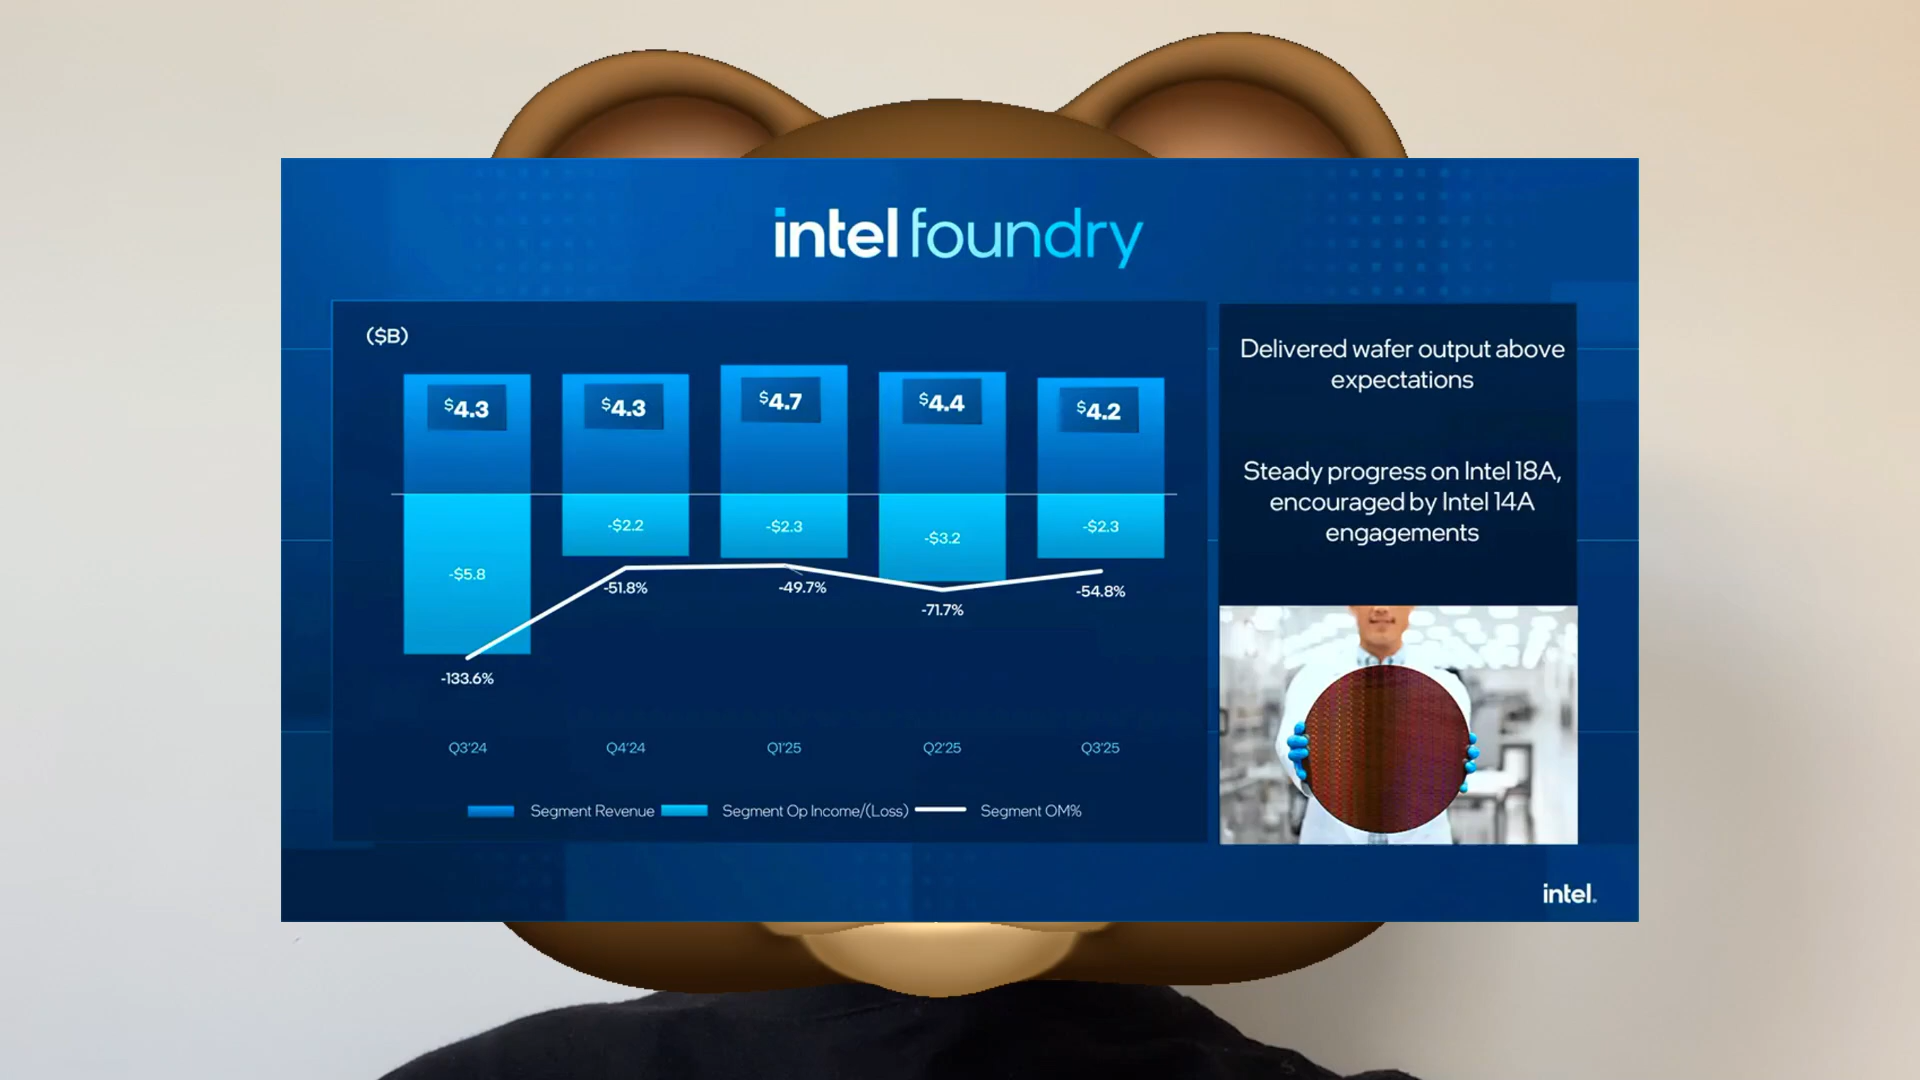 intel foundry
($B)
$4.3
$4.3
$4.7
$4.4
$4.2
-$5.8
-$2.2
-$2.3
-$3.2
-$2.3
-133.6%
-51.8%
-49.7%
-71.7%
-54.8%
Q3'24
Q4'24
Q1'25
Q2'25
Q3'25
Segment Revenue
Segment Op Income/(Loss)
Segment OM%
Delivered wafer output above
expectations
Steady progress on Intel 18A,
encouraged by Intel 14A
engagements
intel.